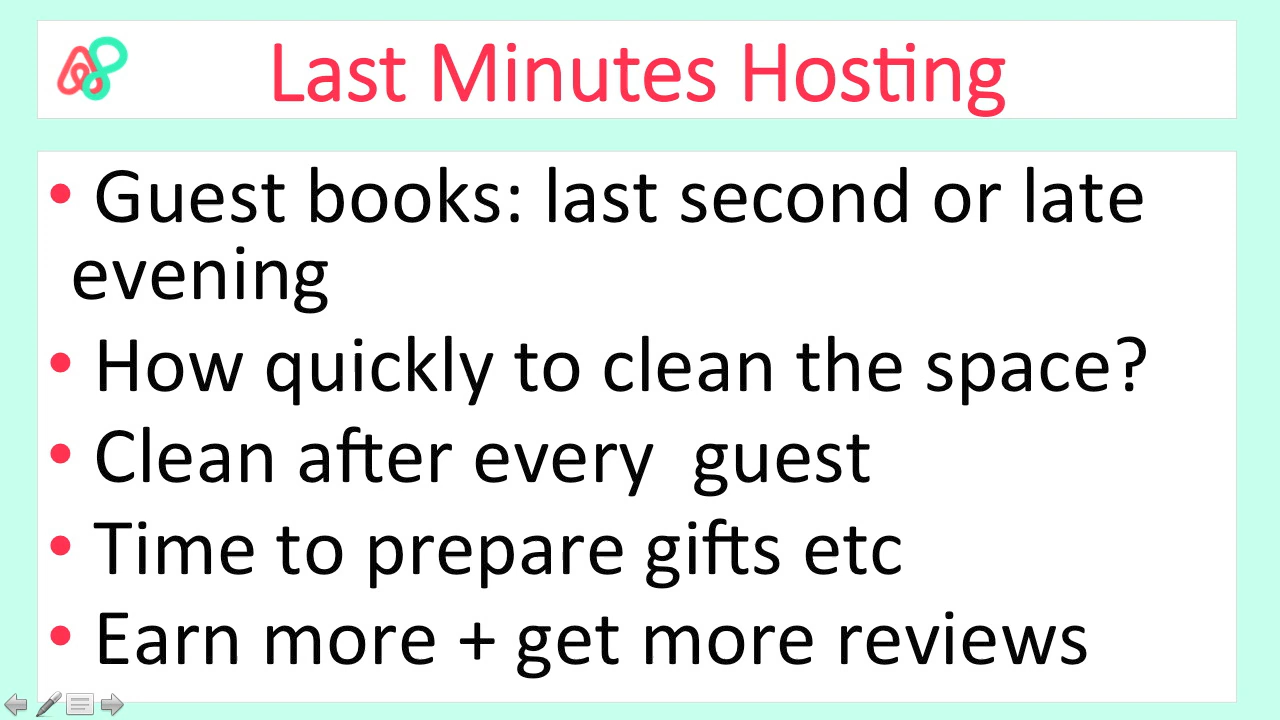 Last Minutes Hosting
• Guest books: last second or late
evening
• How quickly to clean the space?
• Clean after every  guest
• Time to prepare gifts etc
• Earn more + get more reviews